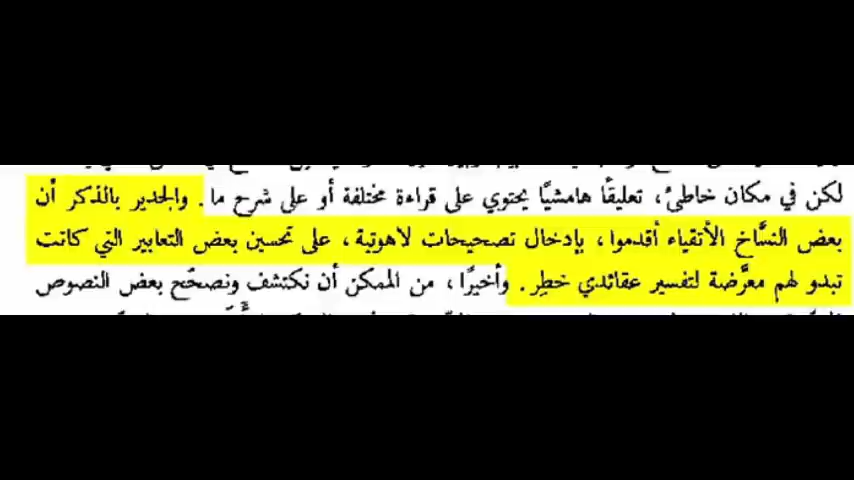 لكن في مكان خاطئ، تعليقًا هامشيًّا يحتوي على قراءة مختلفة أو على شرح ما. والجدير بالذكر أن
بعض النسَّاخ الأتقياء أقدموا، بإدخال تصحيحات لاهوتية، على تحسين بعض التعابير التي كانت
تبدو لهم معرَّضة لتفسير عقائدي خطِر. وأخيرًا، من الممكن أن نكتشف ونصحّح بعض النصوص